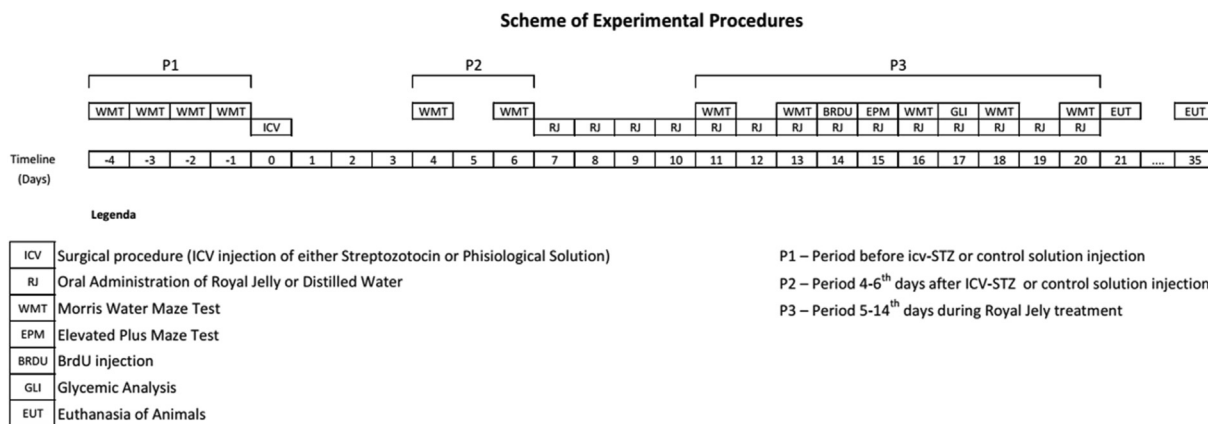 Scheme of Experimental Procedures
P1 P2 P3
WMT WMT WMT WMT WMT WMT WMT WMT BRDU EPM WMT GLI WMT WMT EUT EUT
ICV RJ RJ RJ RJ RJ RJ RJ RJ RJ RJ RJ RJ RJ RJ
Timeline -4 -3 -2 -1 0 1 2 3 4 5 6 7 8 9 10 11 12 13 14 15 16 17 18 19 20 21 .... 35
(Days)
Legenda
ICV Surgical procedure (ICV injection of either Streptozotocin or Phisiological Solution)
RJ Oral Administration of Royal Jelly or Distilled Water
WMT Morris Water Maze Test
EPM Elevated Plus Maze Test
BRDU BrdU injection
GLI Glycemic Analysis
EUT Euthanasia of Animals
P1 – Period before icv-STZ or control solution injection
P2 – Period 4-6th days after ICV-STZ or control solution injection
P3 – Period 5-14th days during Royal Jely treatment